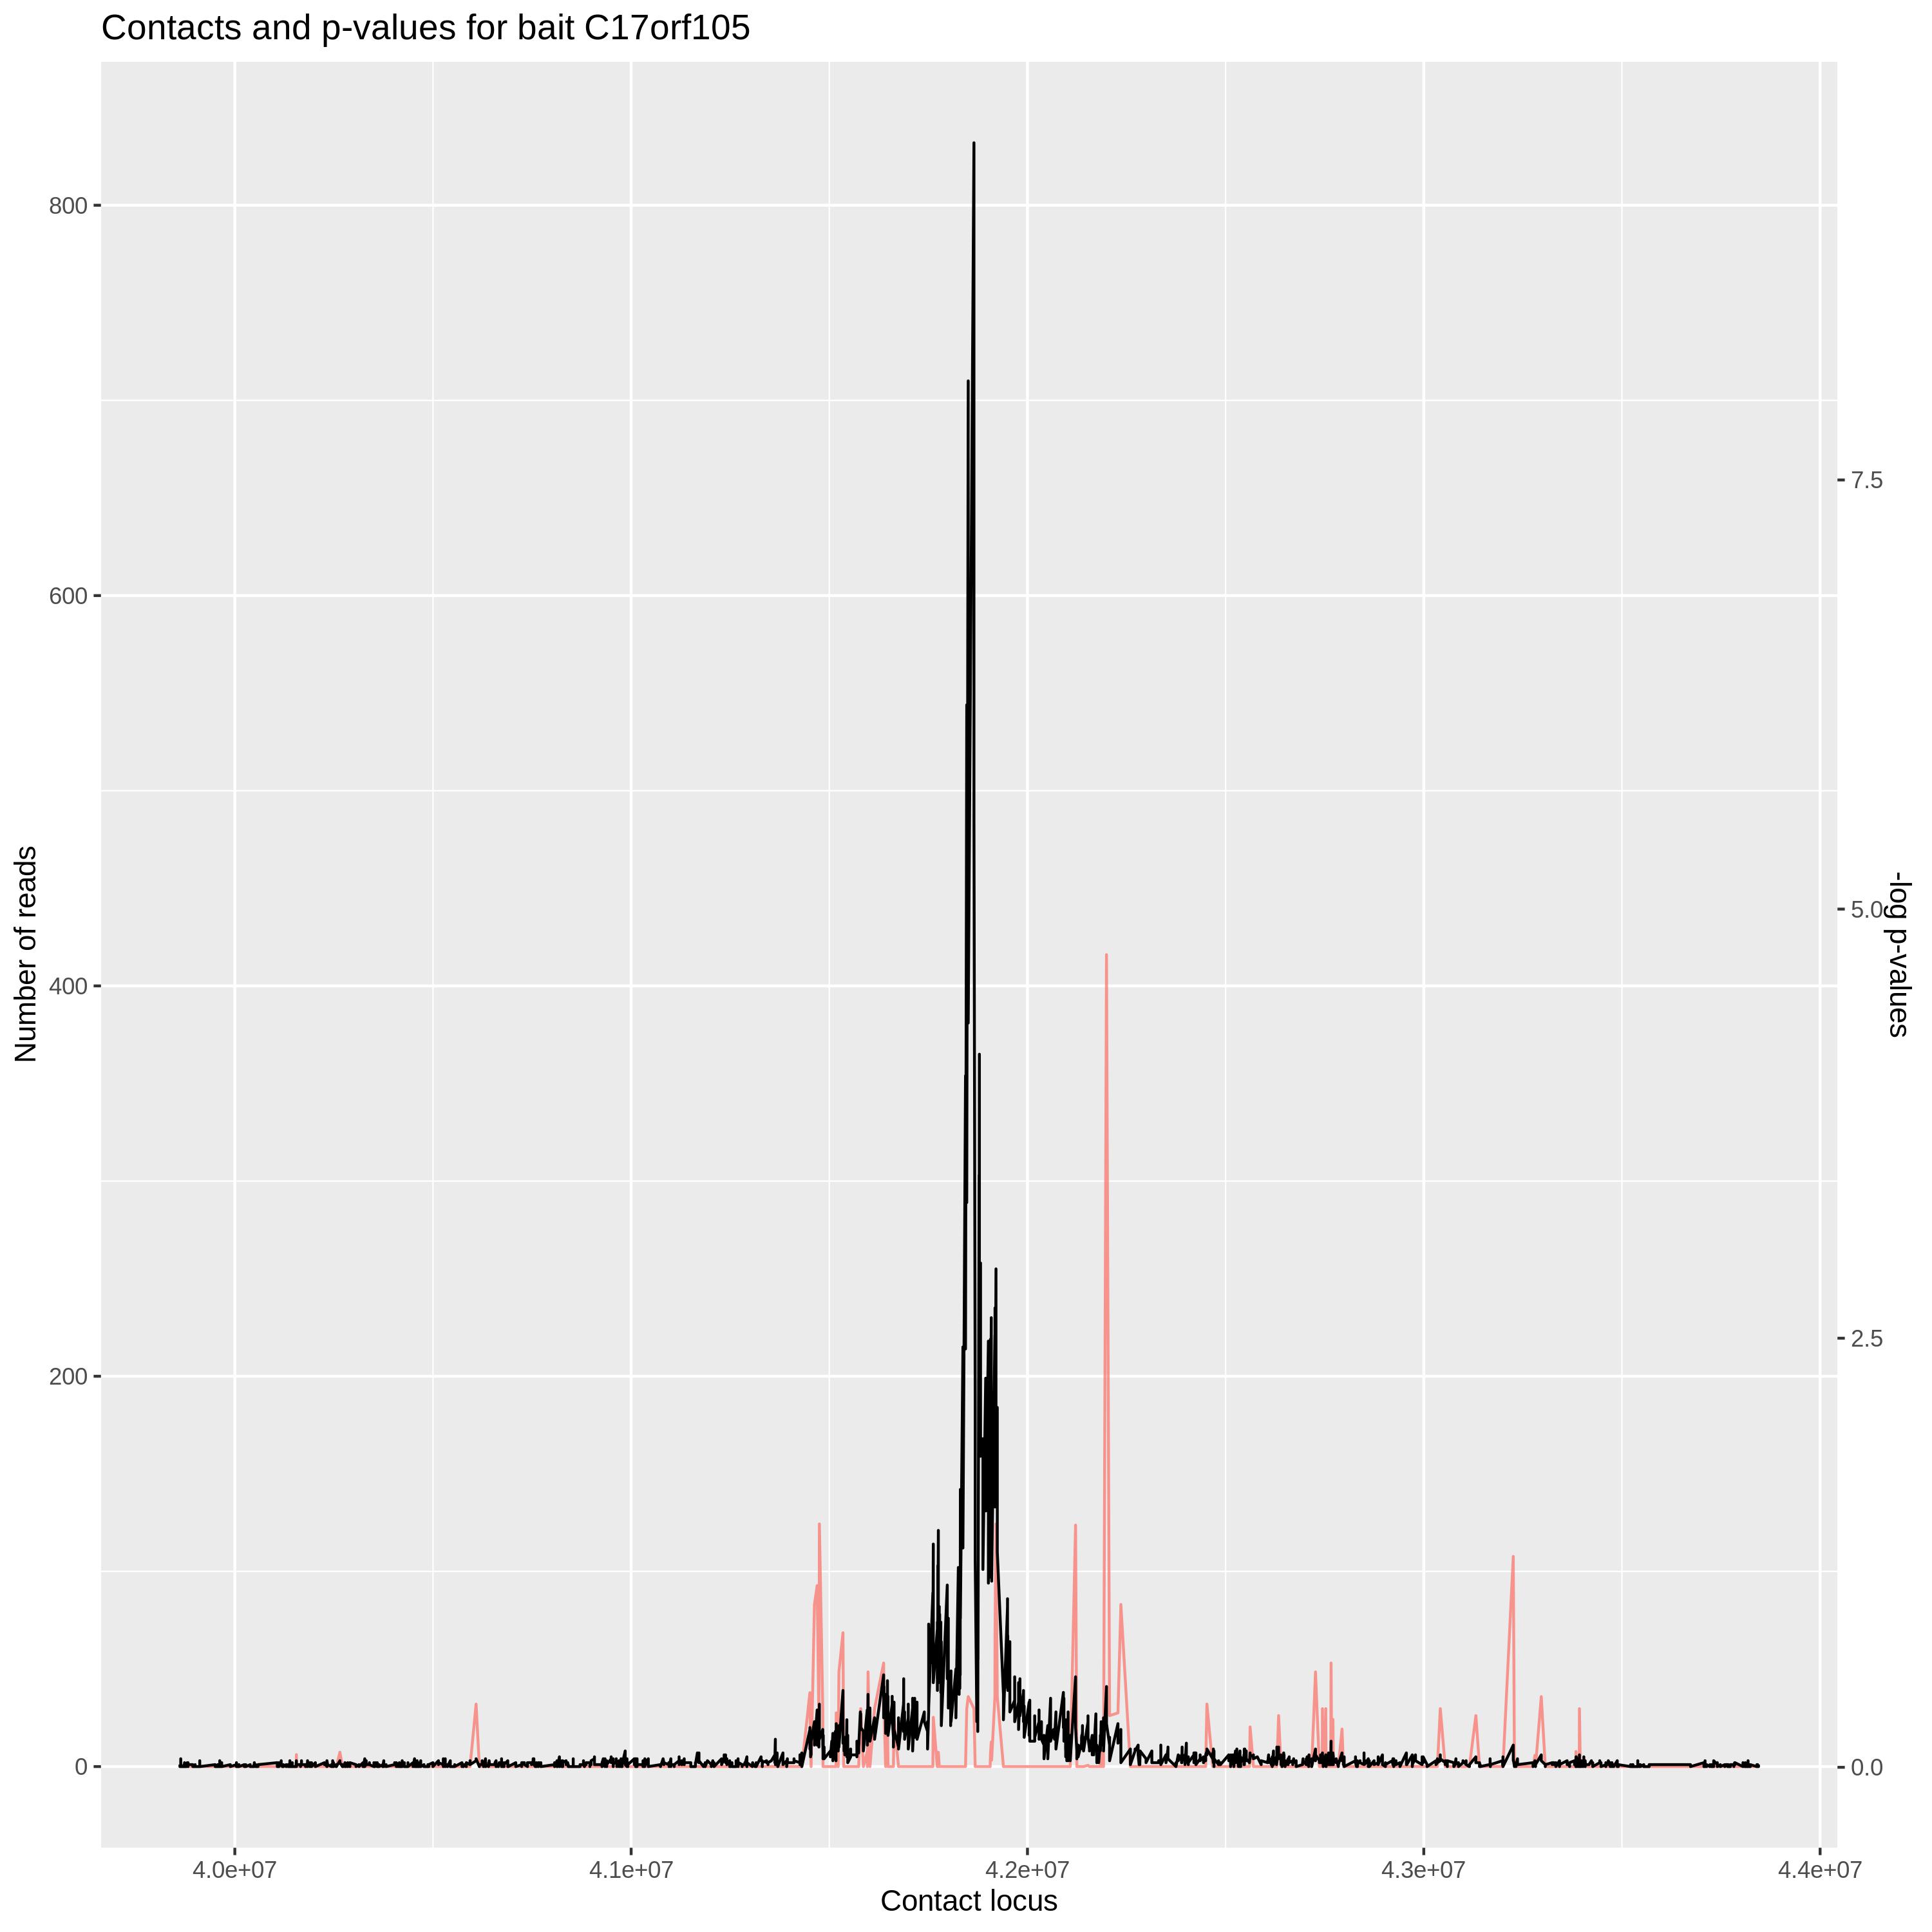 Contacts and p-values for bait C17orf105
Number of reads
800
600
400
200
0
7.5
5.0
2.5
0.0
-log p-values
4.0e+07
4.1e+07
4.2e+07
4.3e+07
4.4e+07
Contact locus